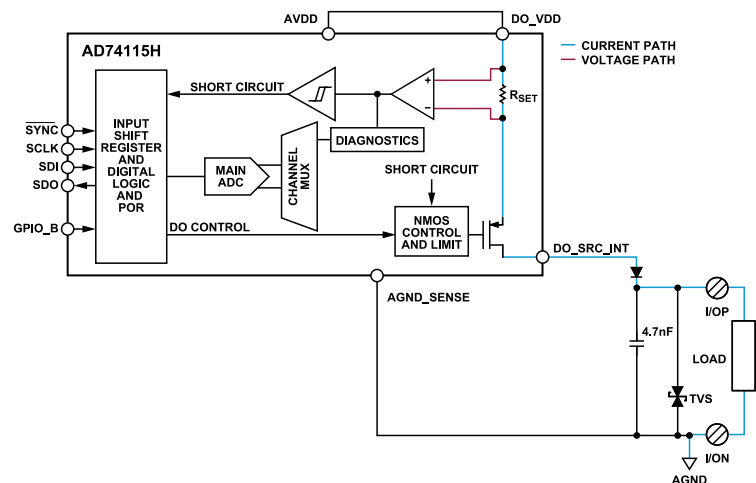 AVDD
DO_VDD
AD74115H
CURRENT PATH
VOLTAGE PATH
SHORT CIRCUIT
+
−
RSET
INPUT
SHIFT
REGISTER
AND
DIGITAL
LOGIC
AND
POR
SYNC
SCLK
SDI
SDO
GPIO_B
DIAGNOSTICS
MAIN
ADC
CHANNEL
MUX
SHORT CIRCUIT
NMOS
CONTROL
AND LIMIT
DO CONTROL
DO_SRC_INT
AGND_SENSE
4.7nF
TVS
I/OP
LOAD
I/ON
AGND